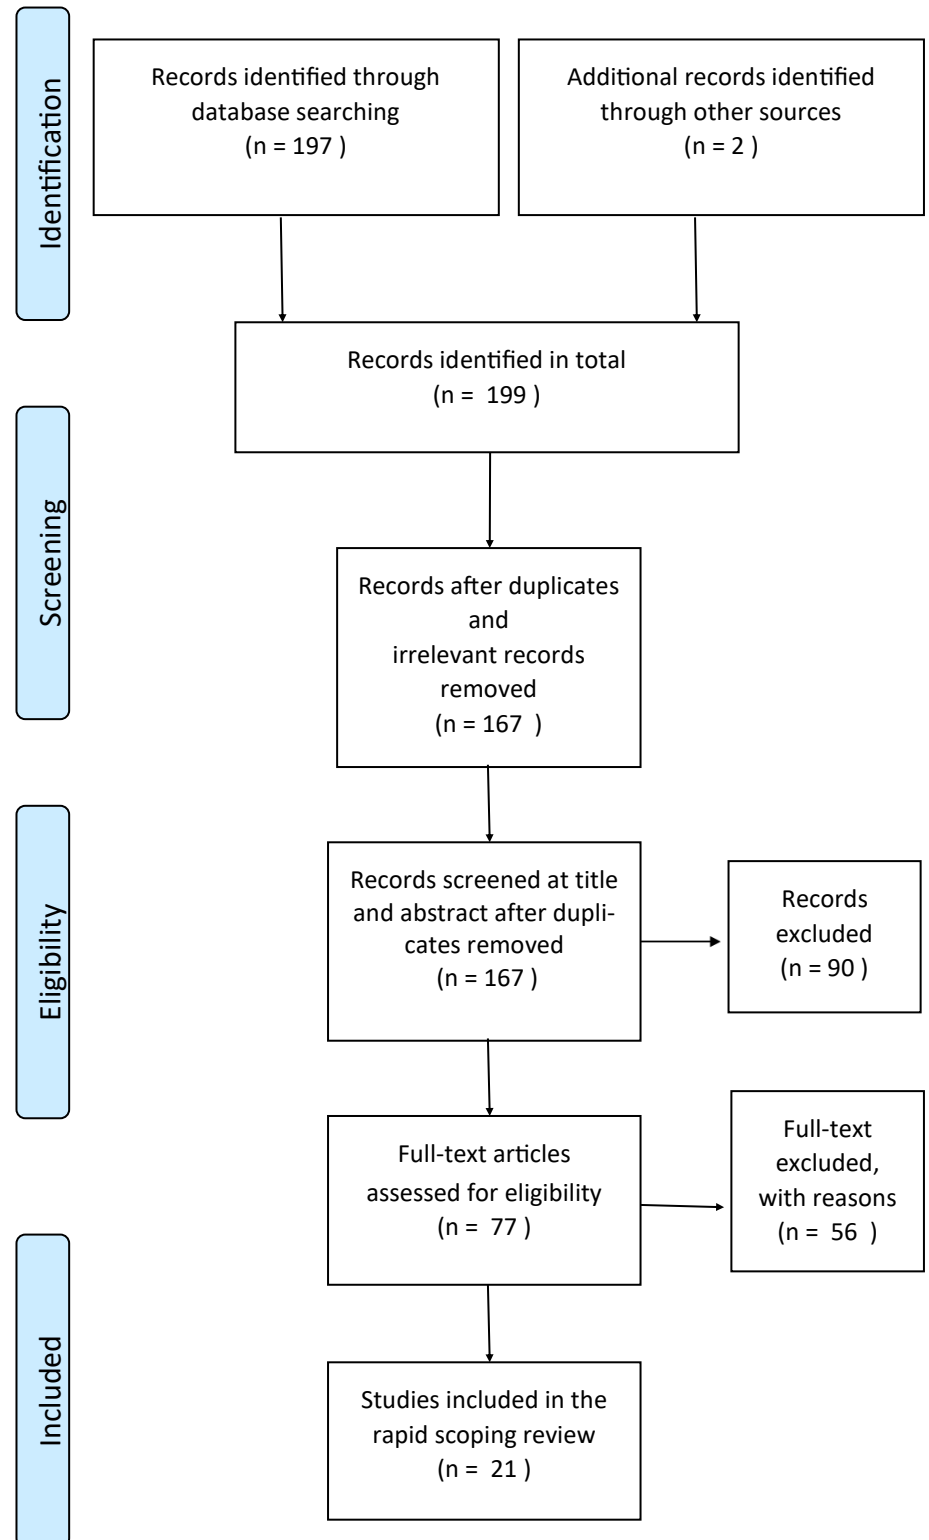 Identification
Records identified through
database searching
(n = 197 )
Additional records identified
through other sources
(n = 2 )
Records identified in total
(n =  199 )
Screening
Records after duplicates
and
irrelevant records
removed
(n = 167  )
Eligibility
Records screened at title
and abstract after dupli-
cates removed
(n = 167 )
Records
excluded
(n = 90 )
Full-text articles
assessed for eligibility
(n =  77 )
Full-text
excluded,
with reasons
(n =  56  )
Included
Studies included in the
rapid scoping review
(n =  21 )